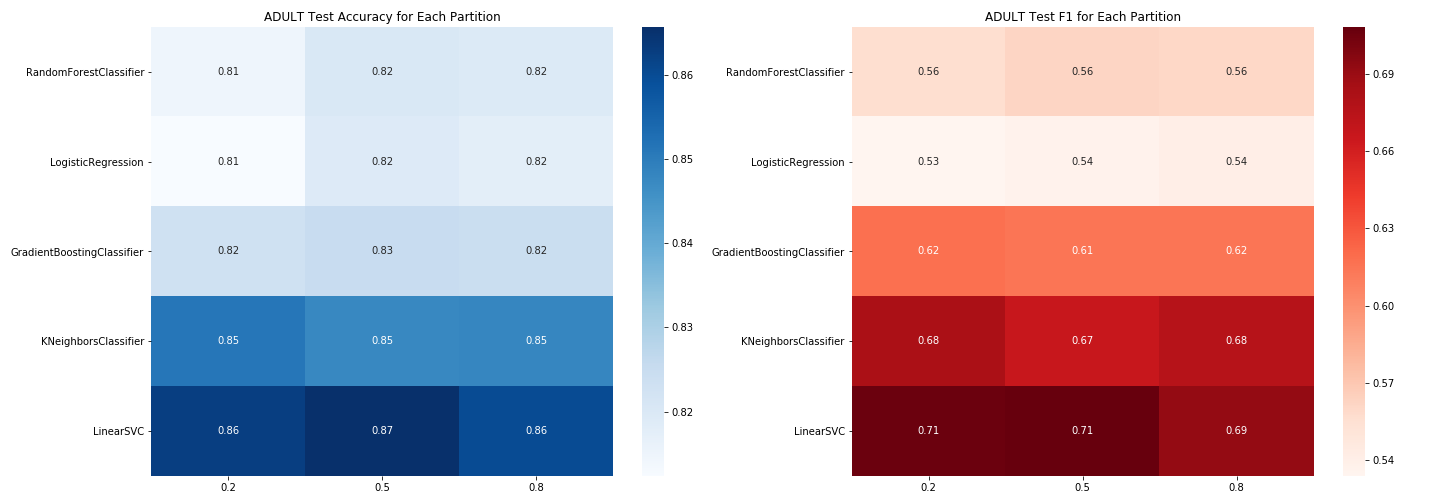 ADULT Test Accuracy for Each Partition
RandomForestClassifier 0.81 0.82 0.82
LogisticRegression 0.81 0.82 0.82
GradientBoostingClassifier 0.82 0.83 0.82
KNeighborsClassifier 0.85 0.85 0.85
LinearSVC 0.86 0.87 0.86
0.2 0.5 0.8
0.86
0.85
0.84
0.83
0.82
ADULT Test F1 for Each Partition
RandomForestClassifier 0.56 0.56 0.56
LogisticRegression 0.53 0.54 0.54
GradientBoostingClassifier 0.62 0.61 0.62
KNeighborsClassifier 0.68 0.67 0.68
LinearSVC 0.71 0.71 0.69
0.2 0.5 0.8
0.69
0.66
0.63
0.60
0.57
0.54